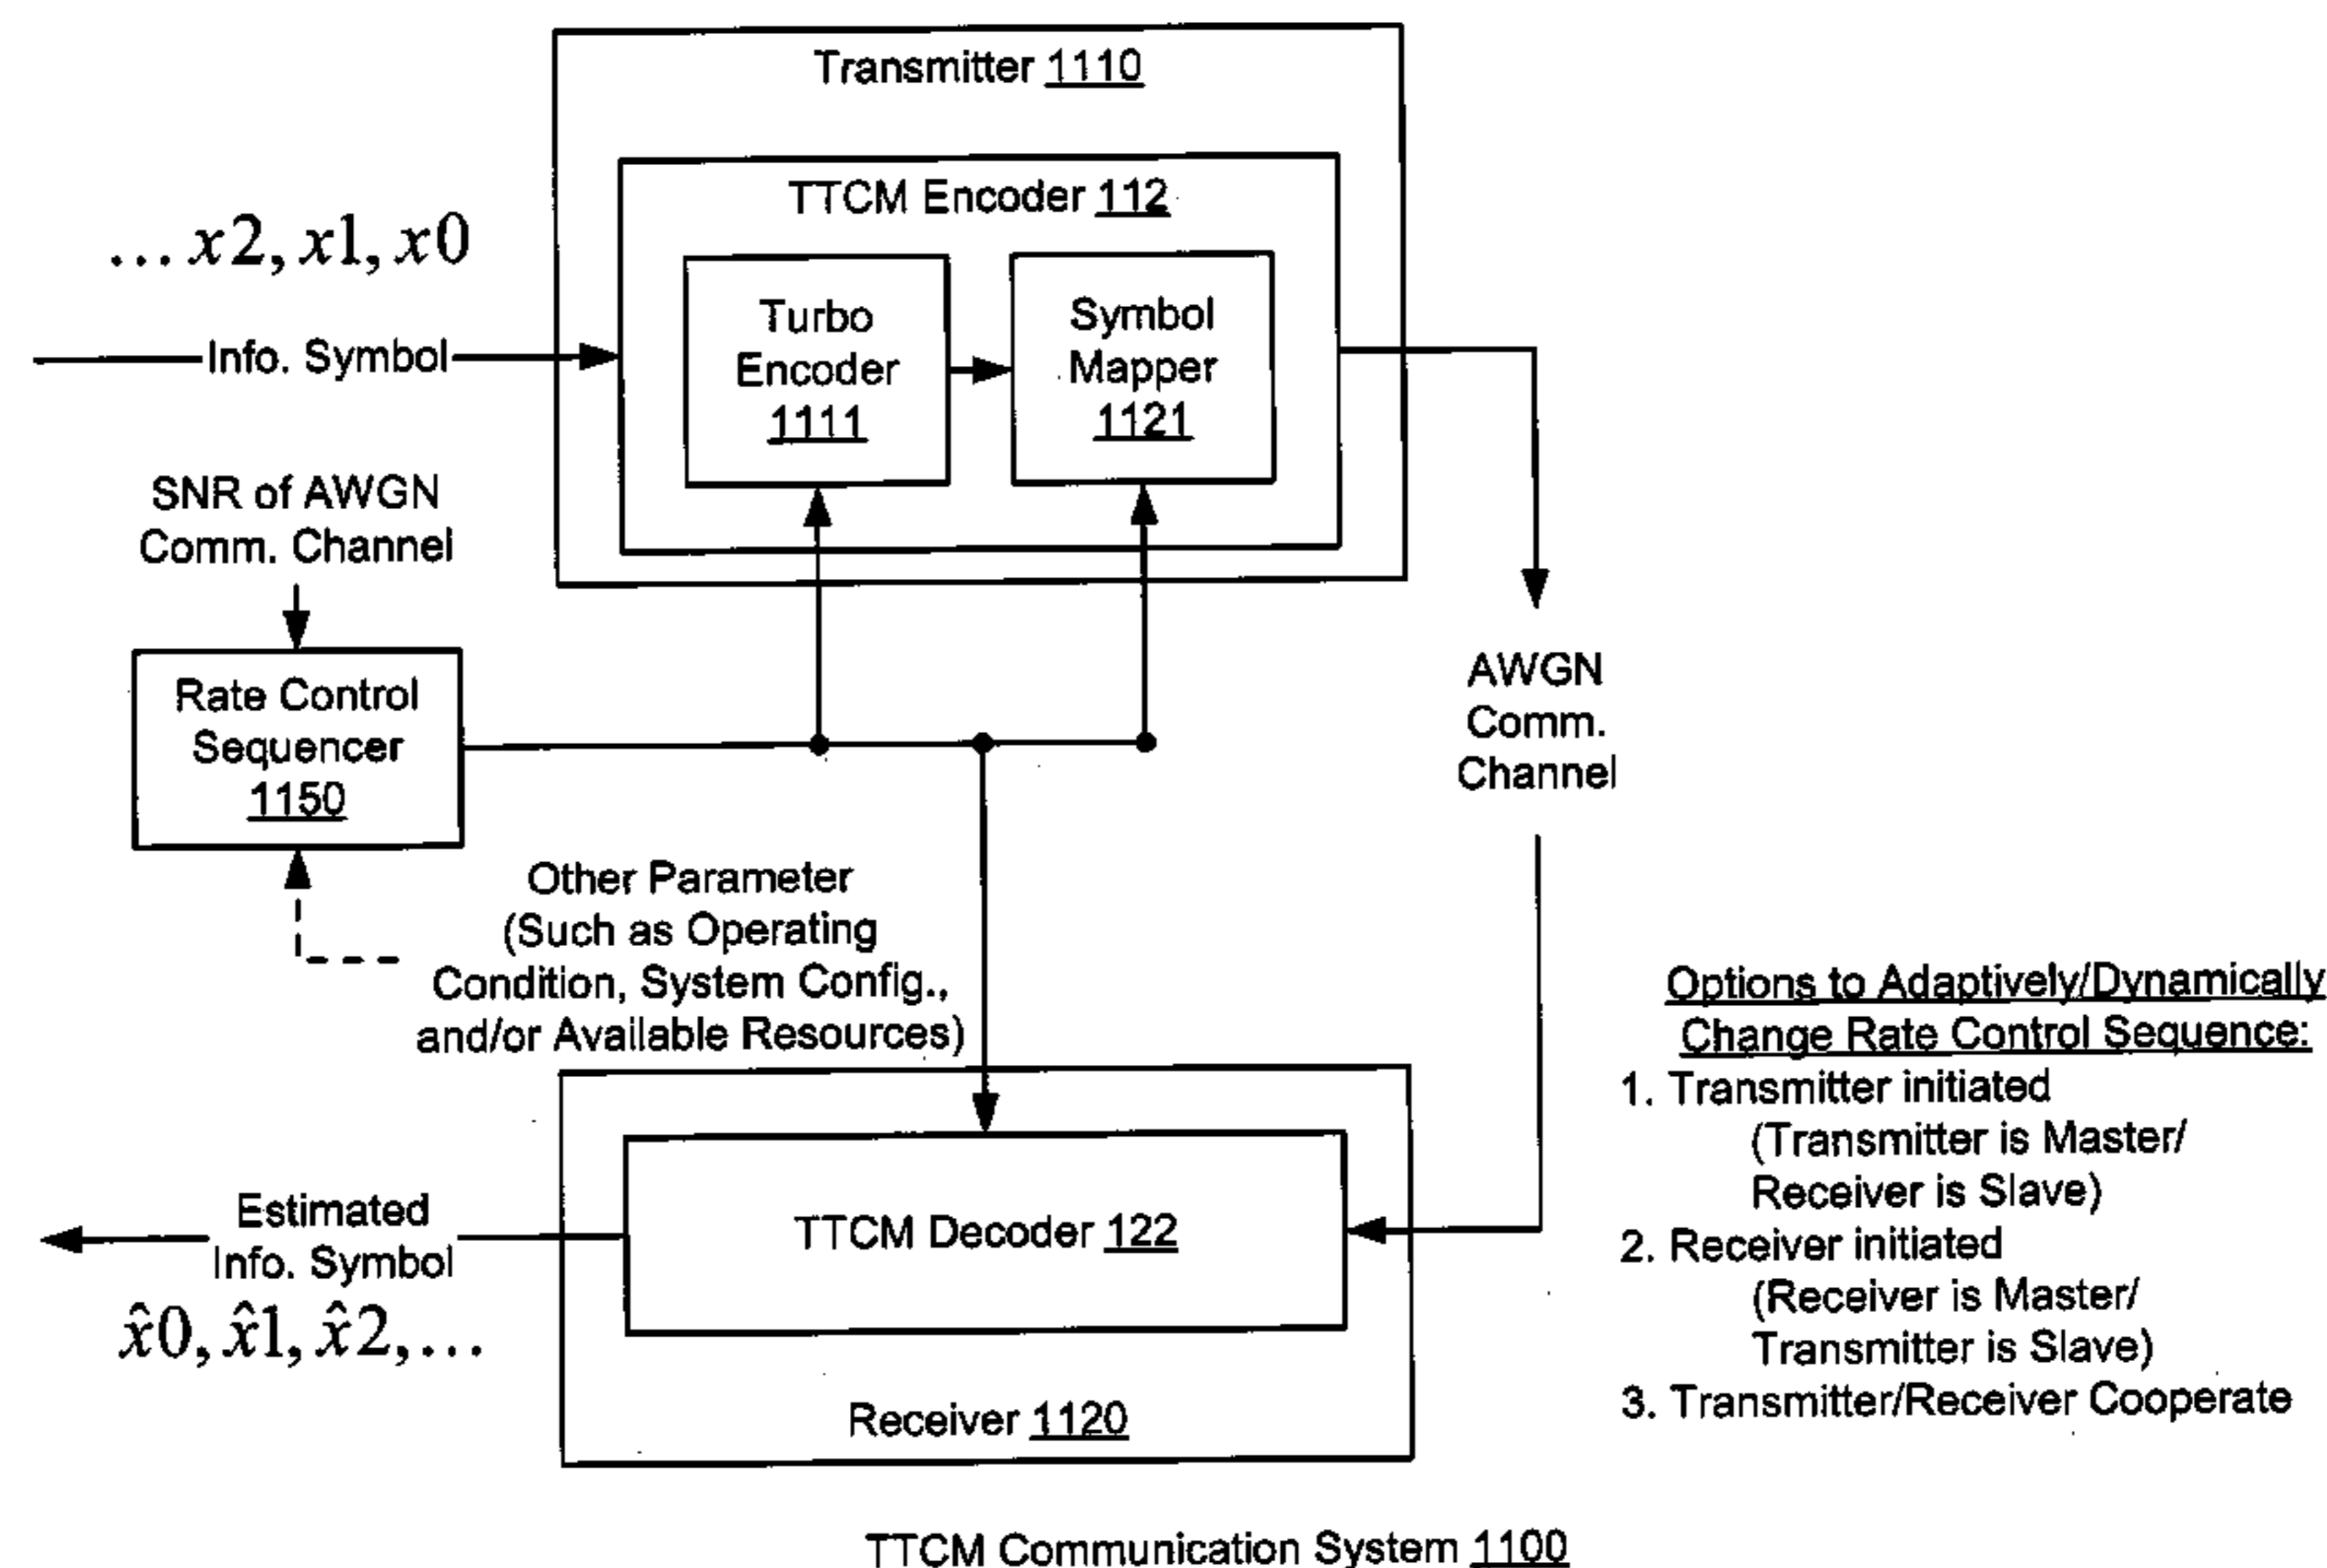 Transmitter 1110
TTCM Encoder 112
... x2, x1, x0
Info. Symbol
Turbo
Encoder
1111
Symbol
Mapper
1121
SNR of AWGN
Comm. Channel
Rate Control
Sequencer
1150
AWGN
Comm.
Channel
Other Parameter
(Such as Operating
Condition, System Config.,
and/or Available Resources)
Options to Adaptively/Dynamically
Change Rate Control Sequence:
1. Transmitter initiated
(Transmitter is Master/
Receiver is Slave)
2. Receiver initiated
(Receiver is Master/
Transmitter is Slave)
3. Transmitter/Receiver Cooperate
Estimated
Info. Symbol
x̂0, x̂1, x̂2, ...
TTCM Decoder 122
Receiver 1120
TTCM Communication System 1100